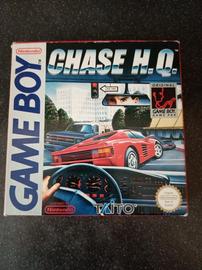 Nintendo
GAME BOY
CHASE H.Q.
ORIGINAL
GAME BOY
GAME PAK
Nintendo
TAITO